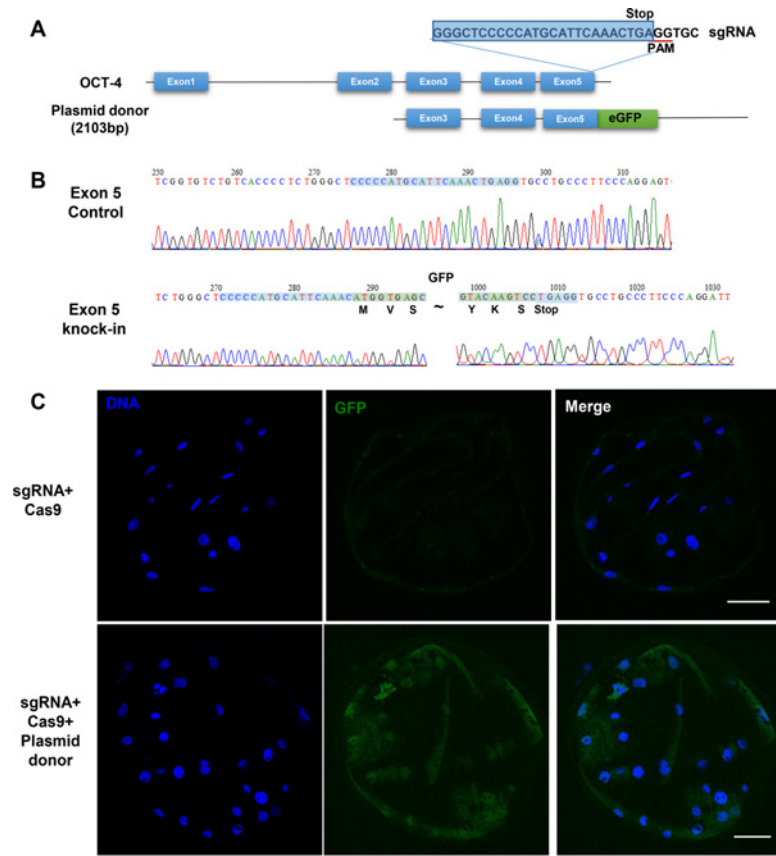 A
Stop
GGGCTCCCCCATGCATTCAAACTGAGGTGC sgRNA
PAM
OCT-4
Exon1 Exon2 Exon3 Exon4 Exon5
Plasmid donor
(2103bp)
Exon3 Exon4 Exon5 eGFP
B
250 260 270 280 290 300 310
TCGGTGTCTGTCACCCCTCTGGGCTCCCCCATGCATTCAAACTGAGGTGCCTGCCCTTCCCAGGAGT-
Exon 5
Control
GFP
270 280 290 1000 1010 1020 1030
TCTGGGCTCCCCCATGCATTCAAACATGGTGAGC ~ GTACAAGTCCTGAGGTGCCTGCCCTTCCCAGGATT
Exon 5
knock-in
M V S Y K S Stop
C
DNA GFP Merge
sgRNA+
Cas9
sgRNA+
Cas9+
Plasmid
donor